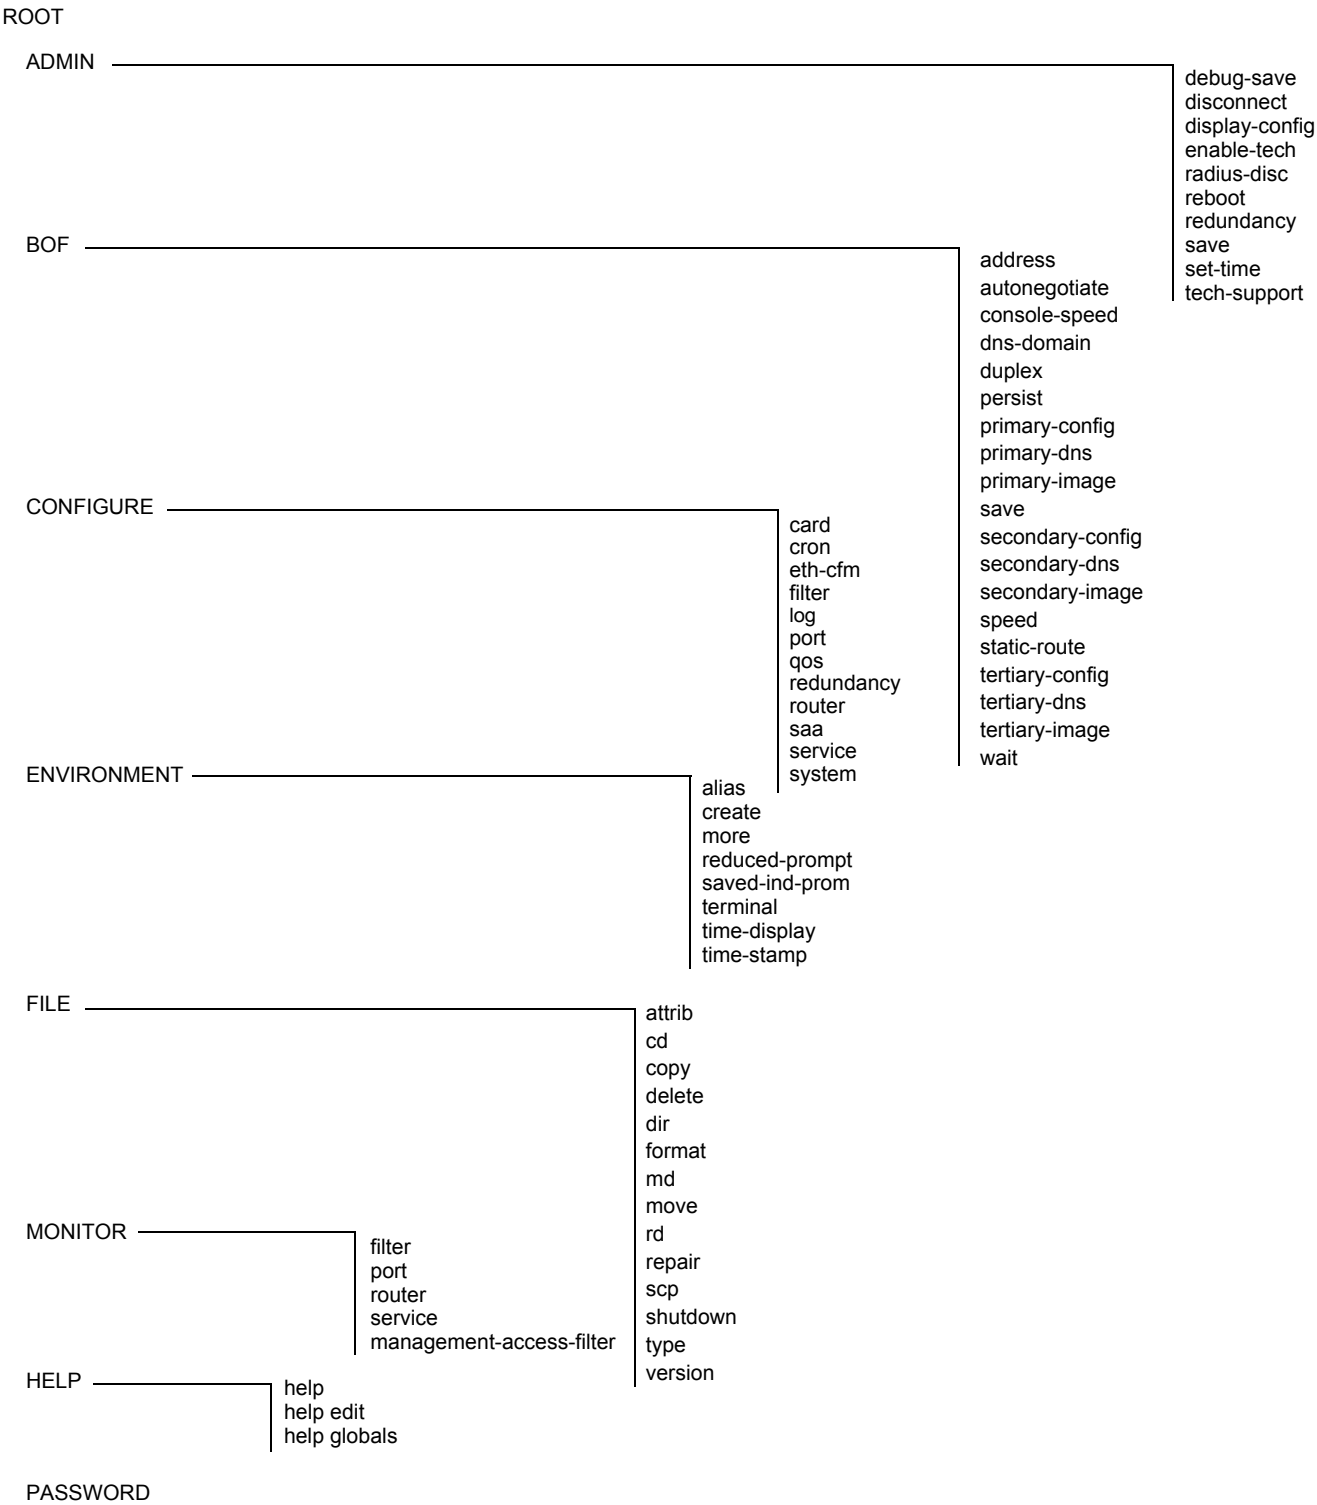 ROOT
ADMIN
debug-save
disconnect
display-config
enable-tech
radius-disc
reboot
redundancy
save
set-time
tech-support
BOF
address
autonegotiate
console-speed
dns-domain
duplex
persist
primary-config
primary-dns
primary-image
save
secondary-config
secondary-dns
secondary-image
speed
static-route
tertiary-config
tertiary-dns
tertiary-image
wait
CONFIGURE
card
cron
eth-cfm
filter
log
port
qos
redundancy
router
saa
service
system
ENVIRONMENT
alias
create
more
reduced-prompt
saved-ind-prom
terminal
time-display
time-stamp
FILE
attrib
cd
copy
delete
dir
format
md
move
rd
repair
scp
shutdown
type
version
MONITOR
filter
port
router
service
management-access-filter
HELP
help
help edit
help globals
PASSWORD